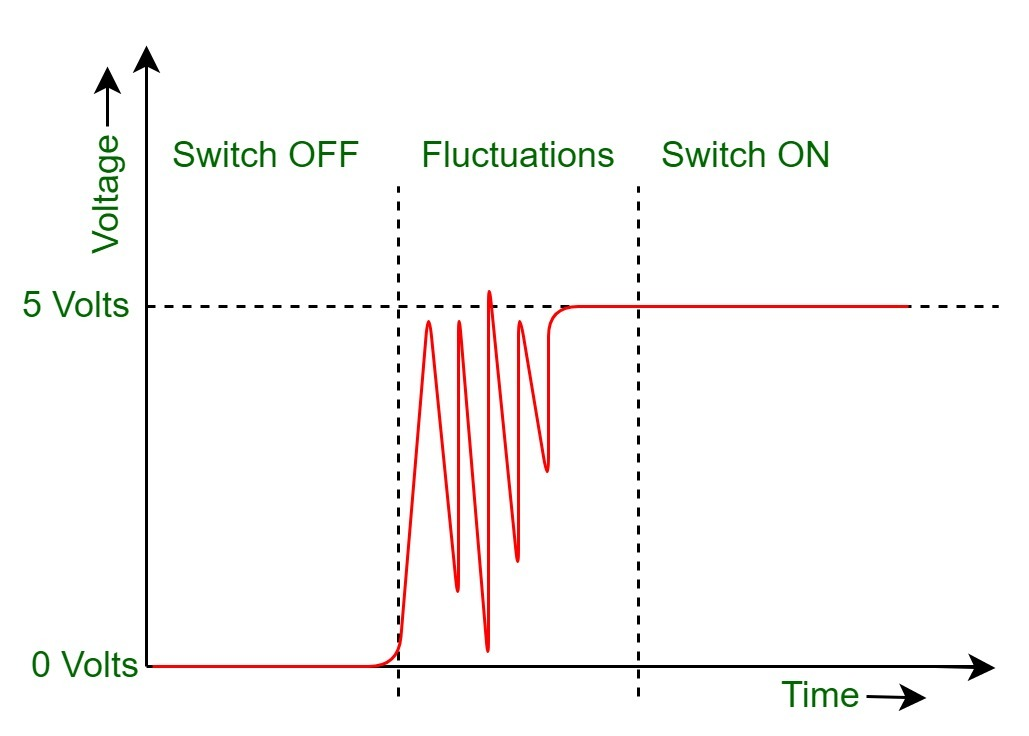 Voltage
Switch OFF
Fluctuations
Switch ON
5 Volts
0 Volts
Time